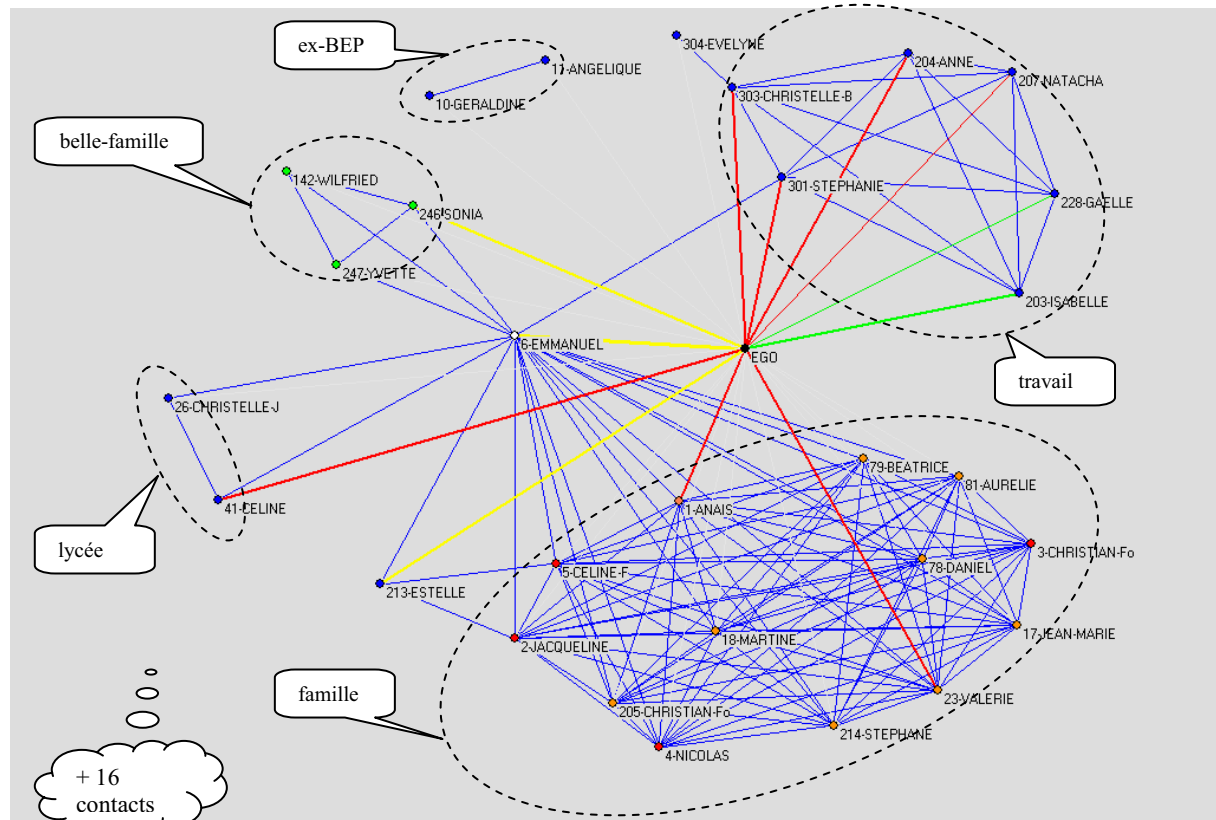 ex-BEP
304-EVELYNE
204-ANNE
11-ANGELIQUE
207-NATACHA
10-GERALDINE
303-CHRISTELLE-B
belle-famille
142-WILFRIED
301-STEPHANIE
228-GAELLE
246-SONIA
247-YVETTE
203-ISABELLE
6-EMMANUEL
EGO
travail
26-CHRISTELLE-J
79-BEATRICE
81-AURELIE
41-CELINE
1-ANAIS
lycée
3-CHRISTIAN-Fo
5-CELINE-F
78-DANIEL
213-ESTELLE
17-JEAN-MARIE
2-JACQUELINE
18-MARTINE
famille
23-VALERIE
205-CHRISTIAN-Fo
214-STEPHANE
4-NICOLAS
+ 16
contacts